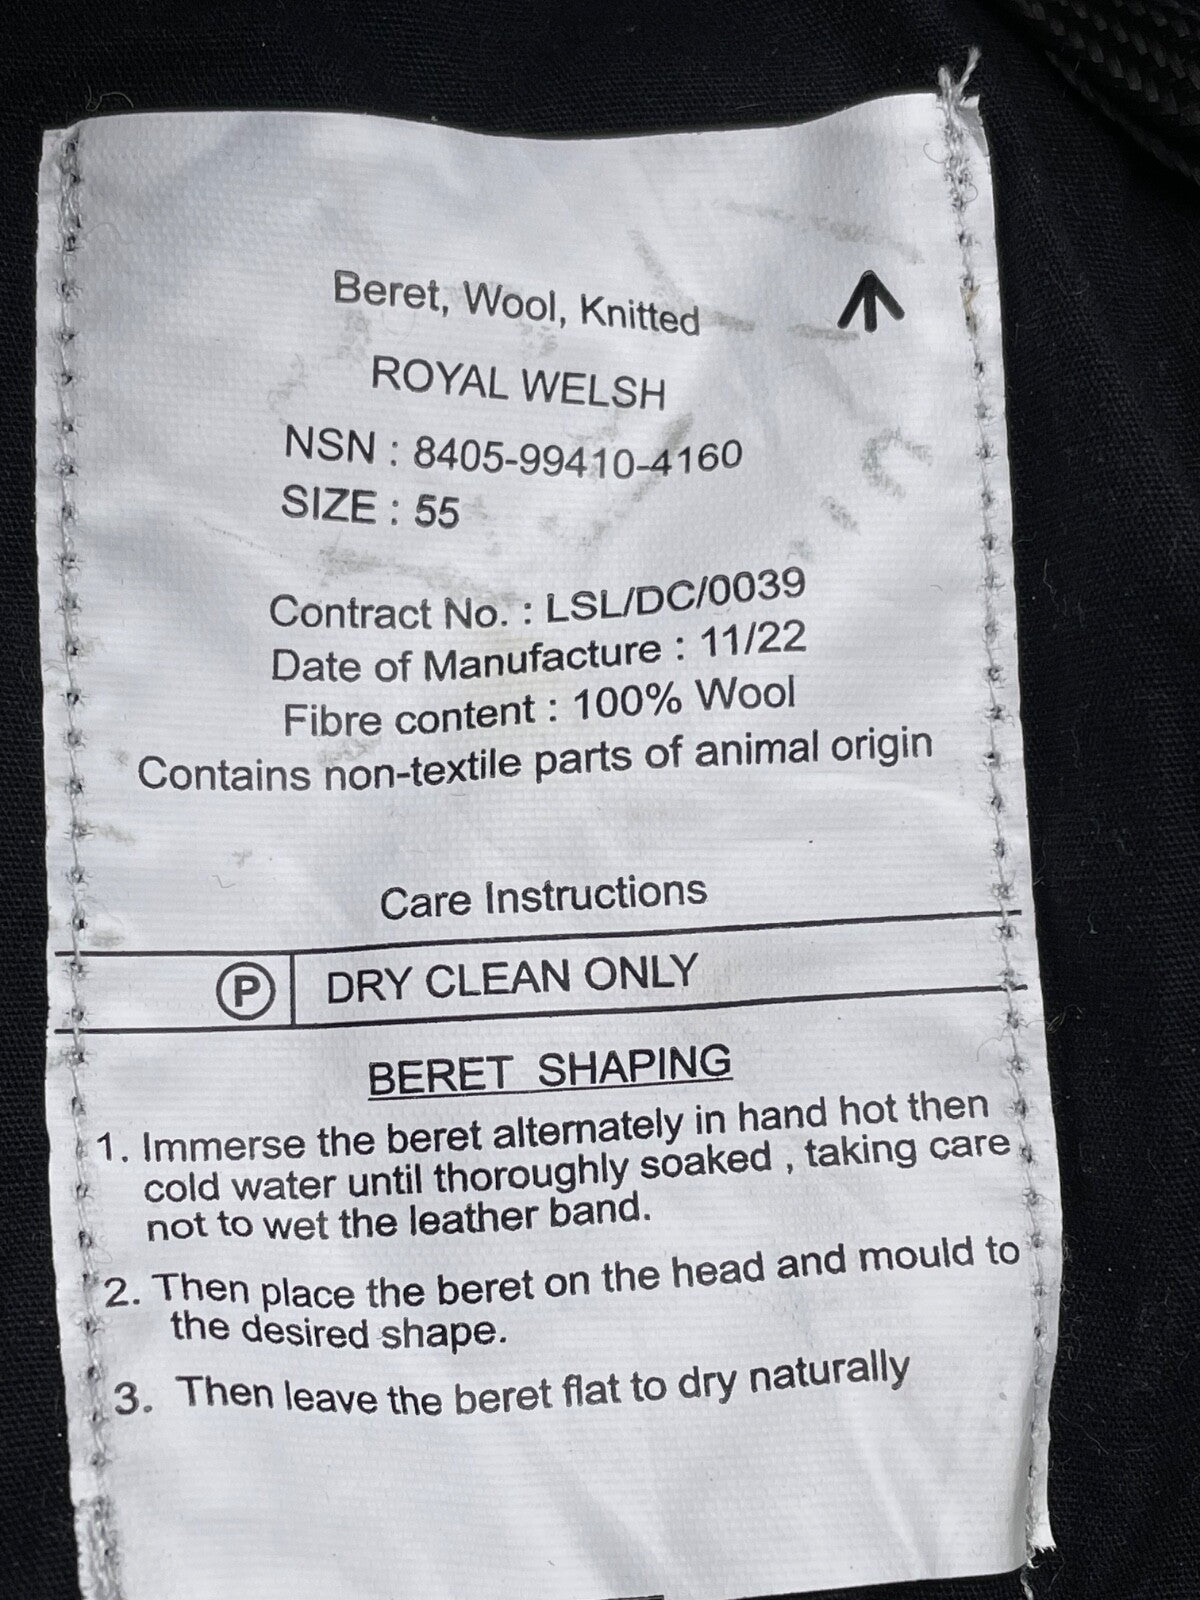 Beret, Wool, Knitted
ROYAL WELSH
NSN : 8405-99410-4160
SIZE : 55
Contract No. : LSL/DC/0039
Date of Manufacture : 11/22
Fibre content : 100% Wool
Contains non-textile parts of animal origin
Care Instructions
P DRY CLEAN ONLY
BERET SHAPING
1. Immerse the beret alternately in hand hot then
cold water until thoroughly soaked , taking care
not to wet the leather band.
2. Then place the beret on the head and mould to
the desired shape.
3. Then leave the beret flat to dry naturally